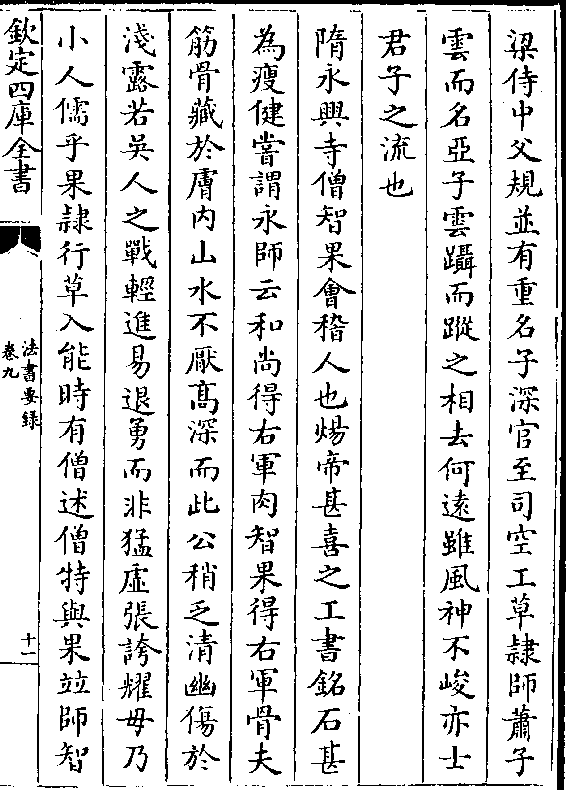 梁侍中父規並有重名子深官至司空工草隷師蕭子
雲而名亞子雲躡而蹤之相去何遠雖風神不峻亦士
君子之流也
隋永興寺僧智果會稽人也煬帝甚喜之工書銘石甚
為瘦健嘗謂永師云和尚得右軍肉智果得右軍骨夫
筋骨藏於膚内山水不厭髙深而此公稍乏清幽傷於
淺露若吳人之戰輕進易退勇而非猛虛張誇耀毋乃
小人儒乎果隷行草入能時有僧述僧特與果竝師智
欽定四庫全書
法書要録
卷九
十一